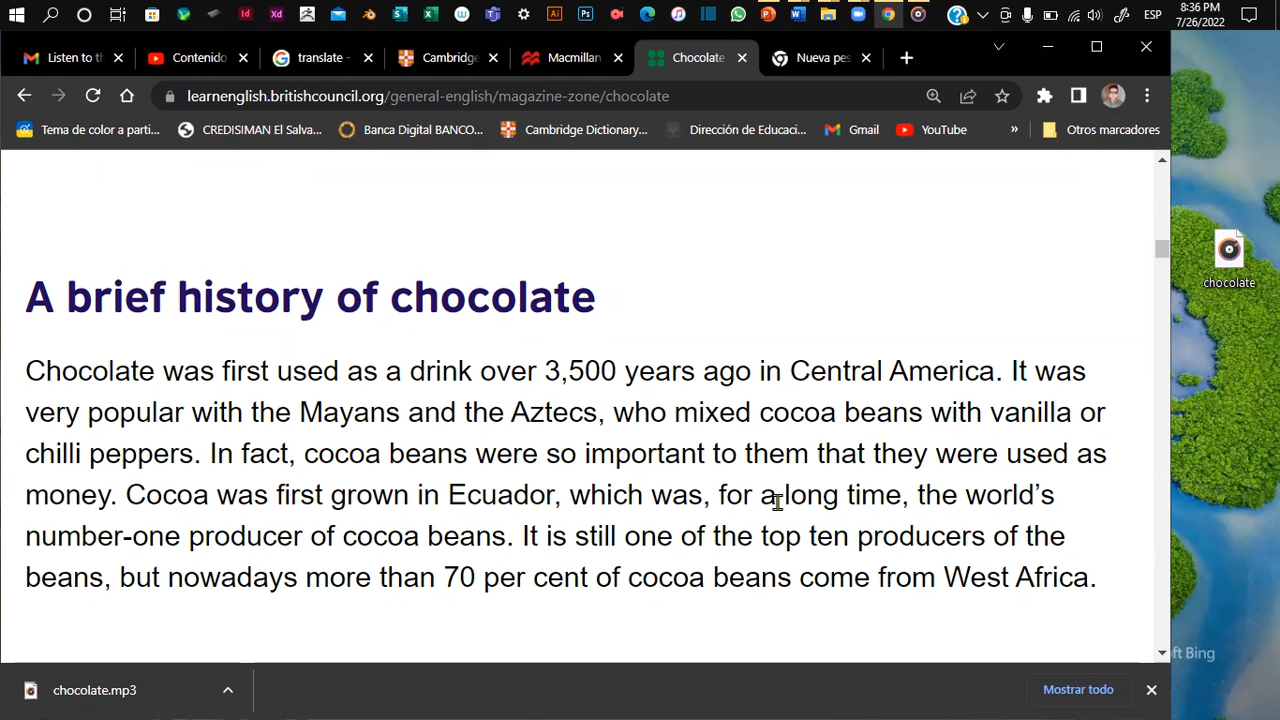 ESP
8:36 PM
7/26/2022
Listen to th
Contenido
translate -
Cambridge
Macmillan
Chocolate
Nueva pes
learnenglish.britishcouncil.org/general-english/magazine-zone/chocolate
Tema de color a parti...
CREDISIMAN El Salva...
Banca Digital BANCO...
Cambridge Dictionary...
Dirección de Educaci...
Gmail
YouTube
»
Otros marcadores
A brief history of chocolate
Chocolate was first used as a drink over 3,500 years ago in Central America. It was
very popular with the Mayans and the Aztecs, who mixed cocoa beans with vanilla or
chilli peppers. In fact, cocoa beans were so important to them that they were used as
money. Cocoa was first grown in Ecuador, which was, for a long time, the world’s
number-one producer of cocoa beans. It is still one of the top ten producers of the
beans, but nowadays more than 70 per cent of cocoa beans come from West Africa.
chocolate
ft Bing
chocolate.mp3
Mostrar todo